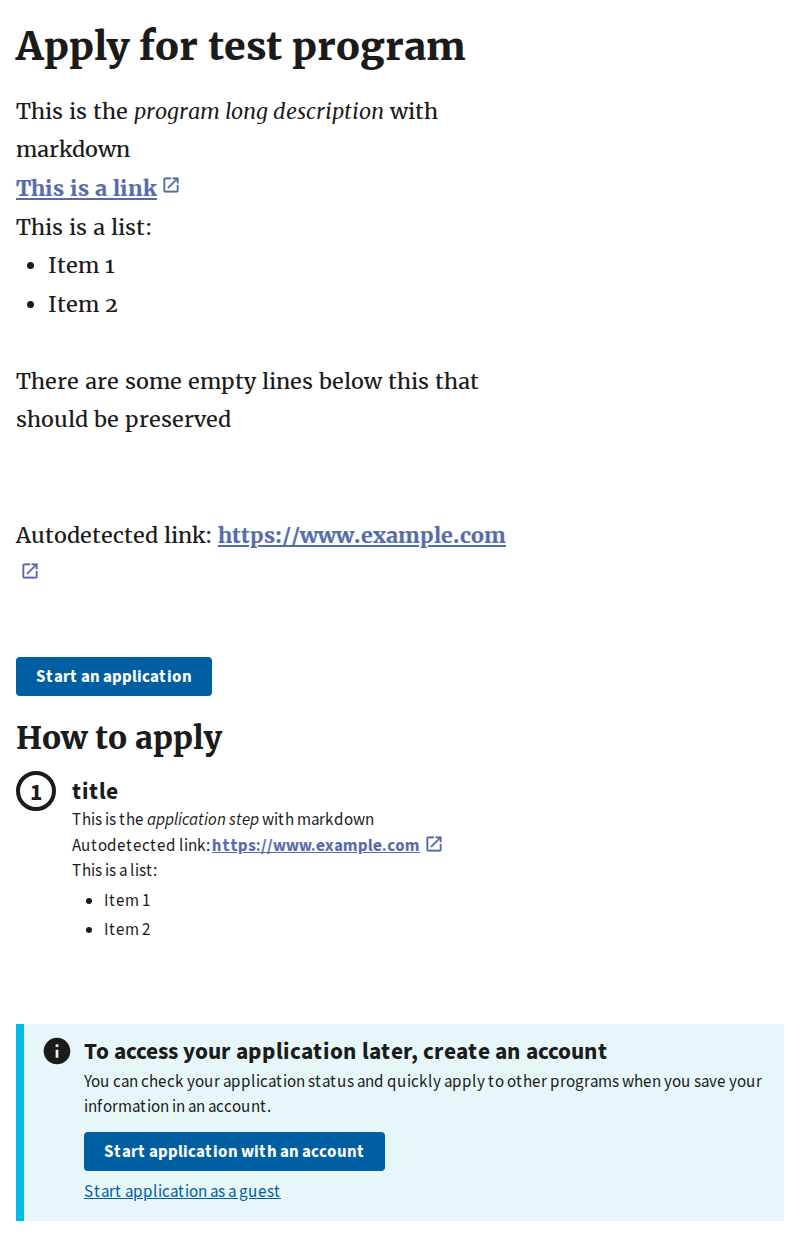 Apply for test program
This is the program long description with
markdown
This is a link
This is a list:
Item 1
Item 2
There are some empty lines below this that
should be preserved
Autodetected link: https://www.example.com
Start an application
How to apply
1 title
This is the application step with markdown
Autodetected link: https://www.example.com
This is a list:
Item 1
Item 2
To access your application later, create an account
You can check your application status and quickly apply to other programs when you save your
information in an account.
Start application with an account
Start application as a guest